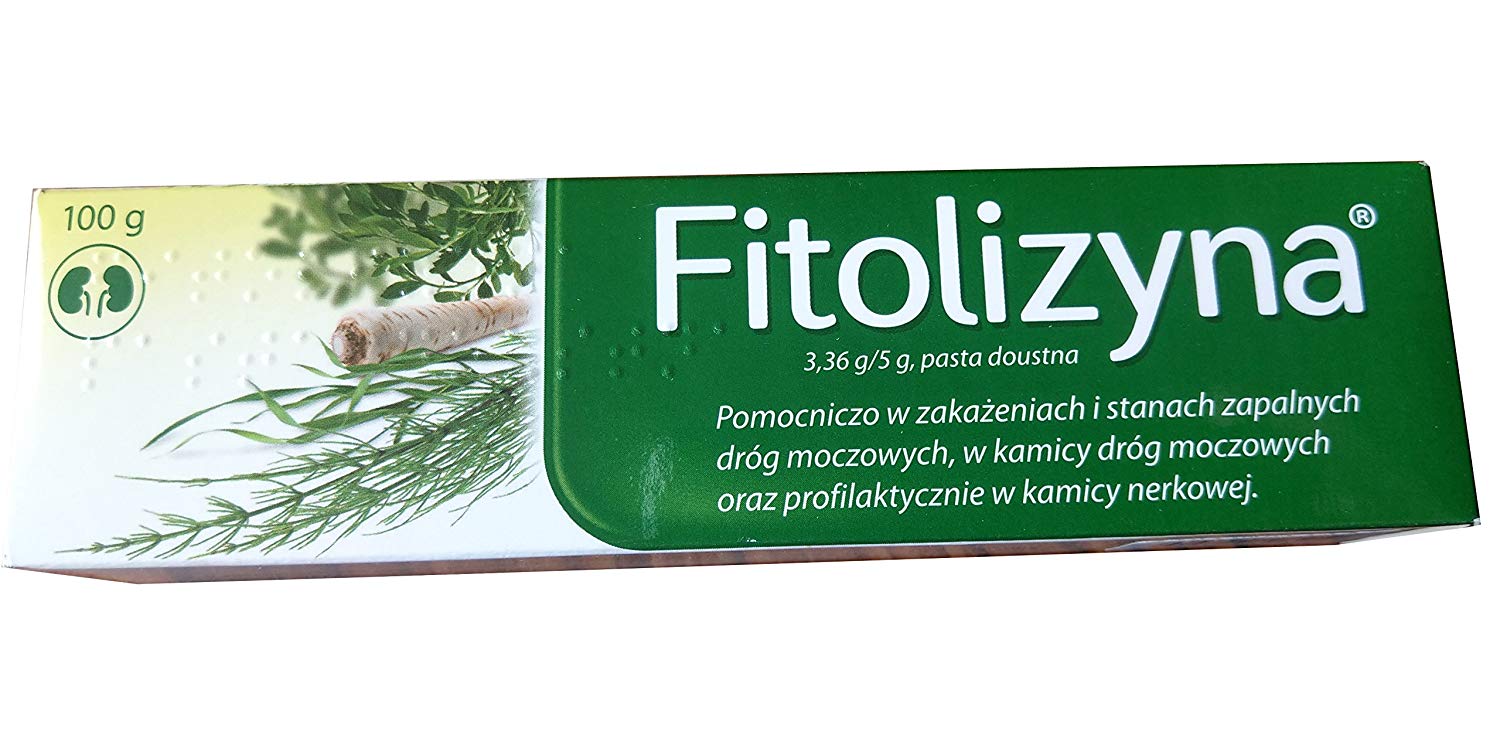 100 g
Fitolizyna®
3,36 g/5 g, pasta doustna
Pomocniczo w zakażeniach i stanach zapalnych
dróg moczowych, w kamicy dróg moczowych
oraz profilaktycznie w kamicy nerkowej.